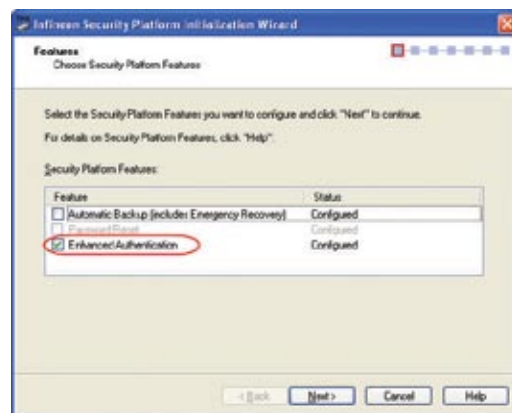 Infineon Security Platform Initialization Wizard
Features
Choose Security Platform Features
Select the Security Platform Features you want to configure and click "Next" to continue.
For details on Security Platform Features, click "Help".
Security Platform Features:
Feature Status
Automatic Backup (includes Emergency Recovery) Configured
Password Reset Configured
Enhanced Authentication Configured
< Back Next > Cancel Help